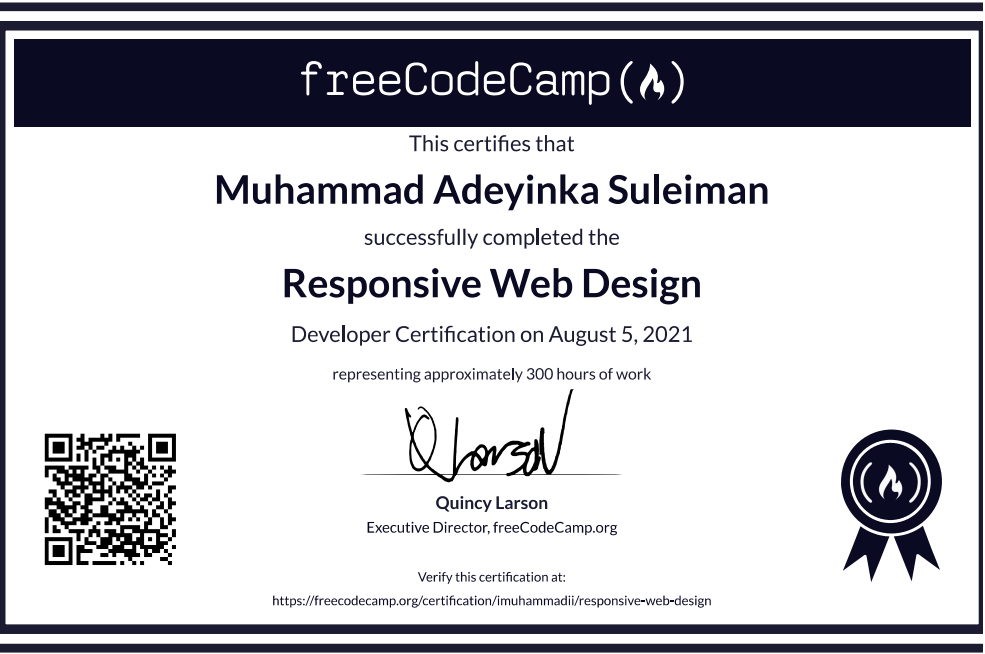 freeCodeCamp(🔥)
This certifies that
Muhammad Adeyinka Suleiman
successfully completed the
Responsive Web Design
Developer Certification on August 5, 2021
representing approximately 300 hours of work
Q Larson
Quincy Larson
Executive Director, freeCodeCamp.org
Verify this certification at:
https://freecodecamp.org/certification/imuhammadii/responsive-web-design